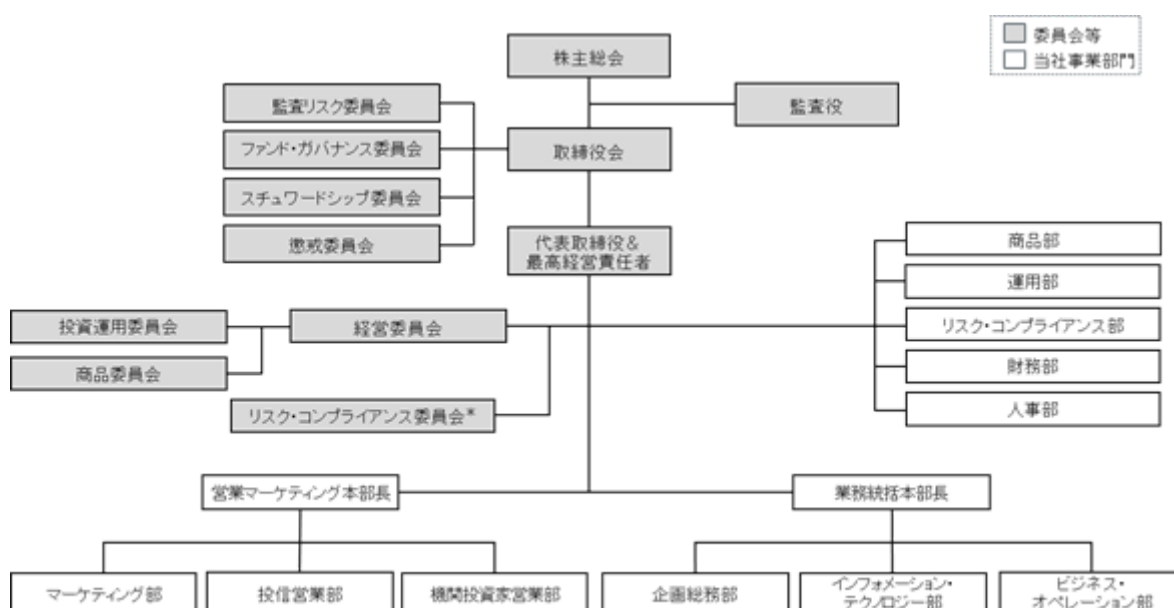 委員会等
当社事業部門
株主総会
監査役
監査リスク委員会
ファンド・ガバナンス委員会
取締役会
スチュワードシップ委員会
懲戒委員会
代表取締役&
最高経営責任者
商品部
運用部
投資運用委員会
経営委員会
リスク・コンプライアンス部
商品委員会
財務部
リスク・コンプライアンス委員会*
人事部
営業マーケティング本部長
業務統括本部長
マーケティング部
投信営業部
機関投資家営業部
企画総務部
インフォメーション・
テクノロジー部
ビジネス・
オペレーション部